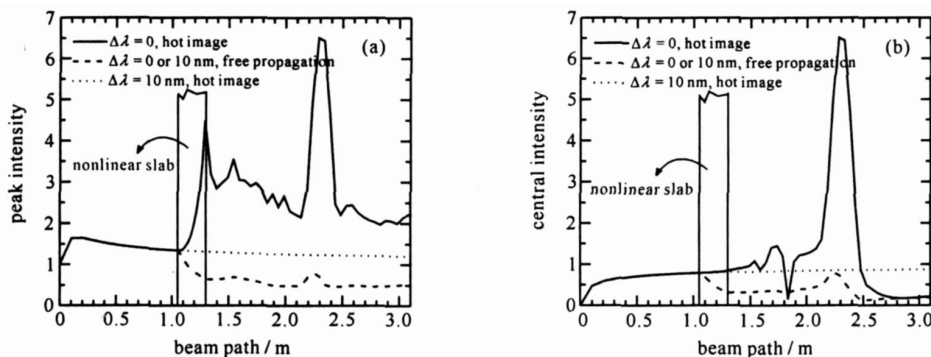 (a)
Δλ = 0, hot image
Δλ = 0 or 10 nm, free propagation
Δλ = 10 nm, hot image
nonlinear slab
peak intensity
7
6
5
4
3
2
1
0
0 0.5 1.0 1.5 2.0 2.5 3.0
beam path / m
(b)
Δλ = 0, hot image
Δλ = 0 or 10 nm, free propagation
Δλ = 10 nm, hot image
nonlinear slab
central intensity
7
6
5
4
3
2
1
0
0 0.5 1.0 1.5 2.0 2.5 3.0
beam path / m